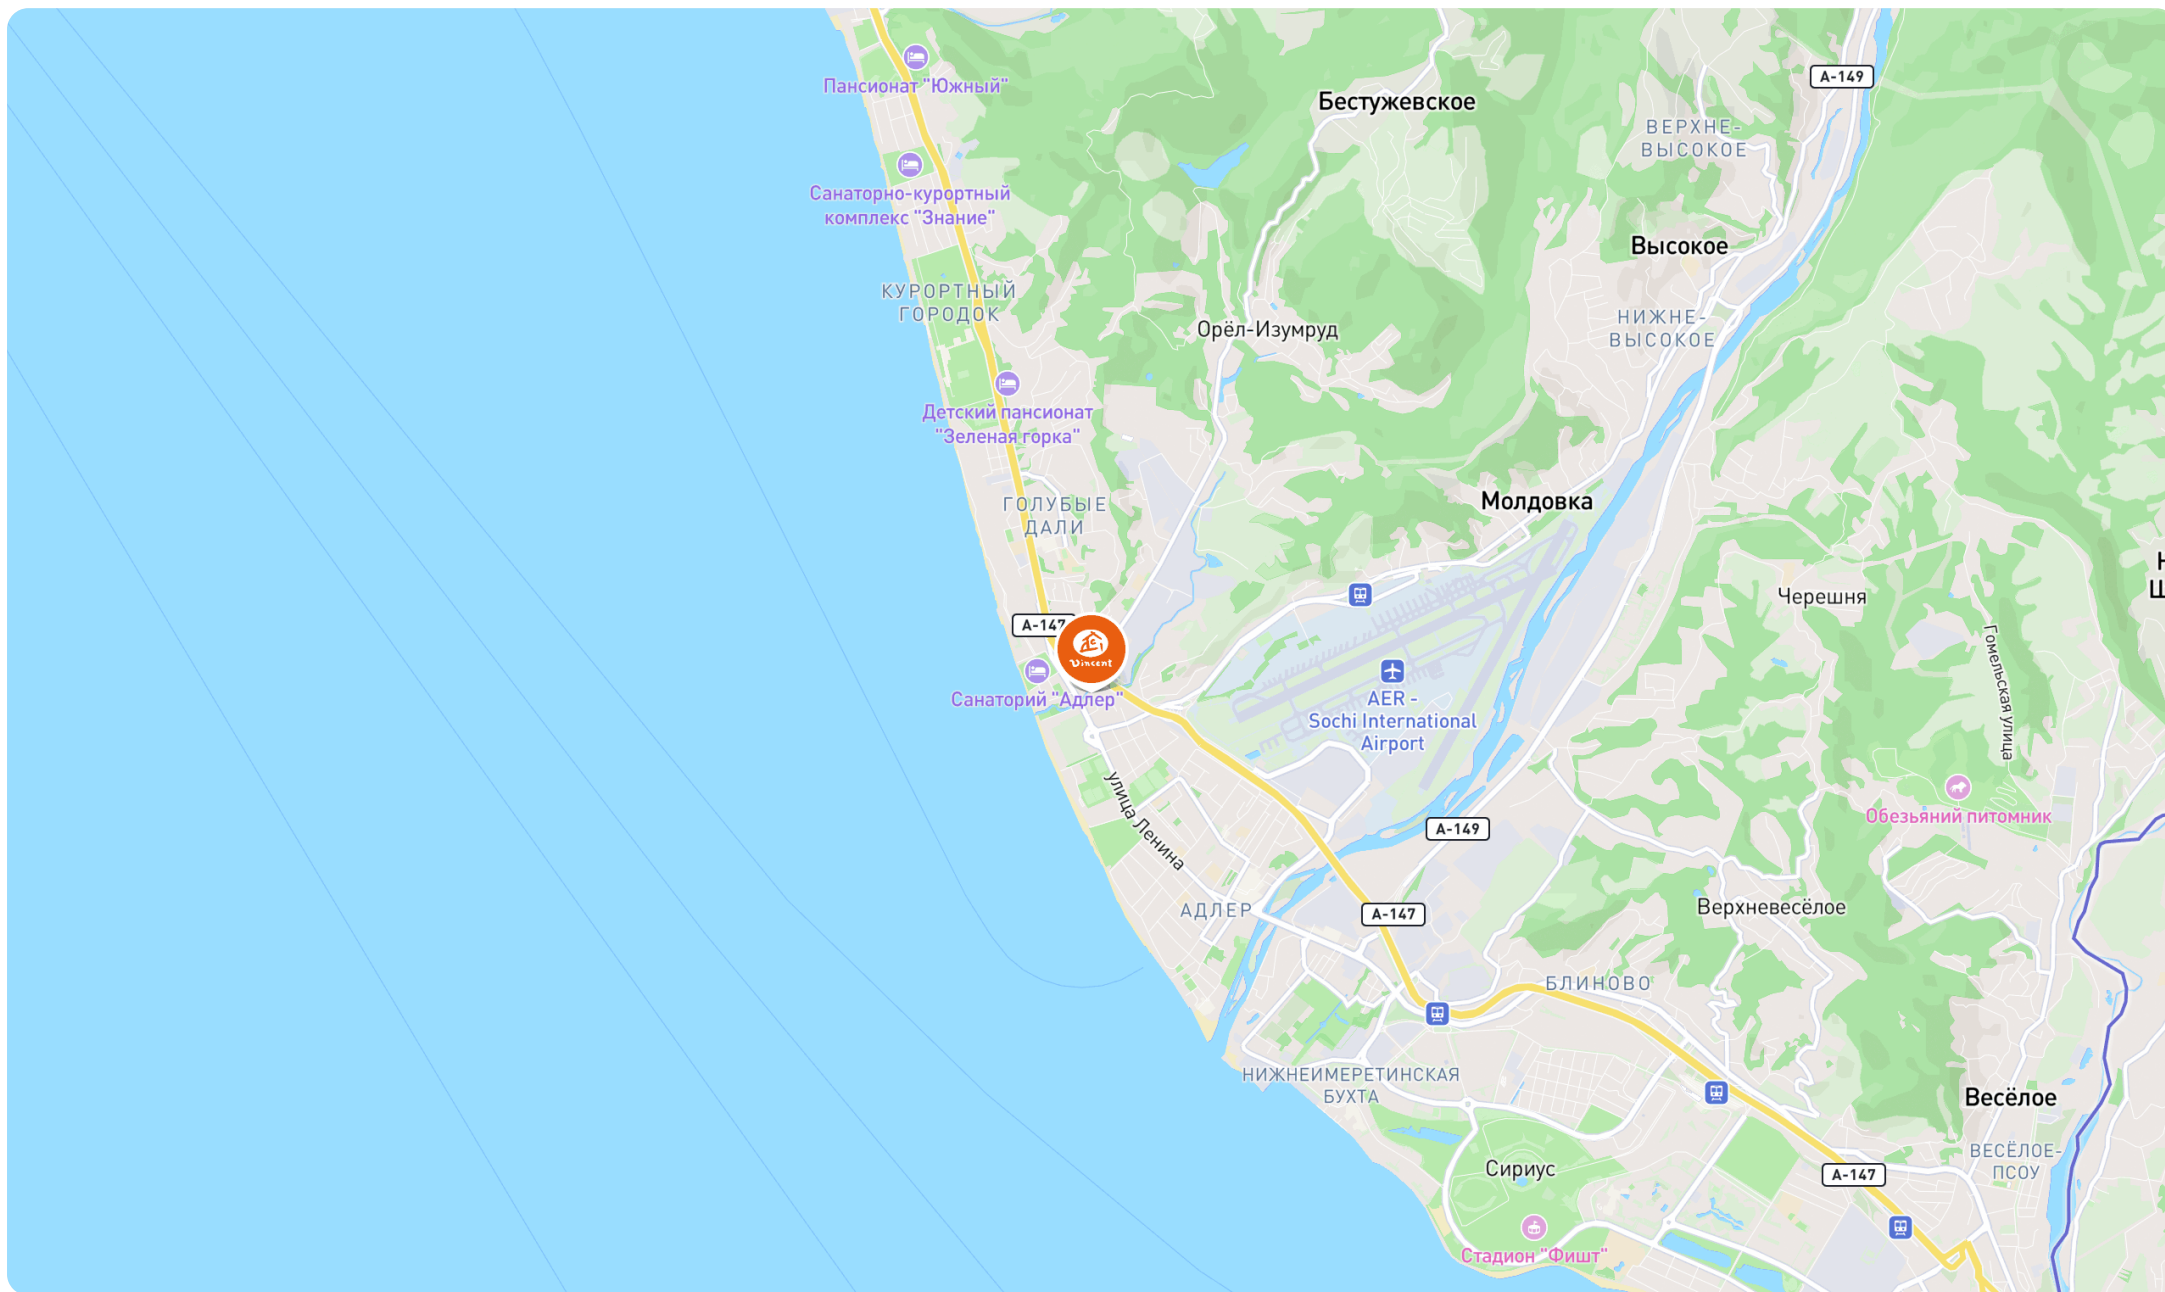 Пансионат "Южный"
А-149
Бестужевское
ВЕРХНЕ-
ВЫСОКОЕ
Санаторно-курортный
комплекс "Знание"
Высокое
КУРОРТНЫЙ
ГОРОДОК
Орёл-Изумруд
НИЖНЕ-
ВЫСОКОЕ
Детский пансионат
"Зеленая горка"
ГОЛУБЫЕ
ДАЛИ
Молдовка
Черешня
Гомельская улица
А-147
Vincent
Санаторий "Адлер"
AER -
Sochi International
Airport
улица Ленина
Обезьяний питомник
А-149
АДЛЕР
А-147
Верхневесёлое
БЛИНОВО
НИЖНЕИМЕРЕТИНСКАЯ
БУХТА
Весёлое
ВЕСЁЛОЕ-
ПСОУ
Сириус
А-147
Стадион "Фишт"